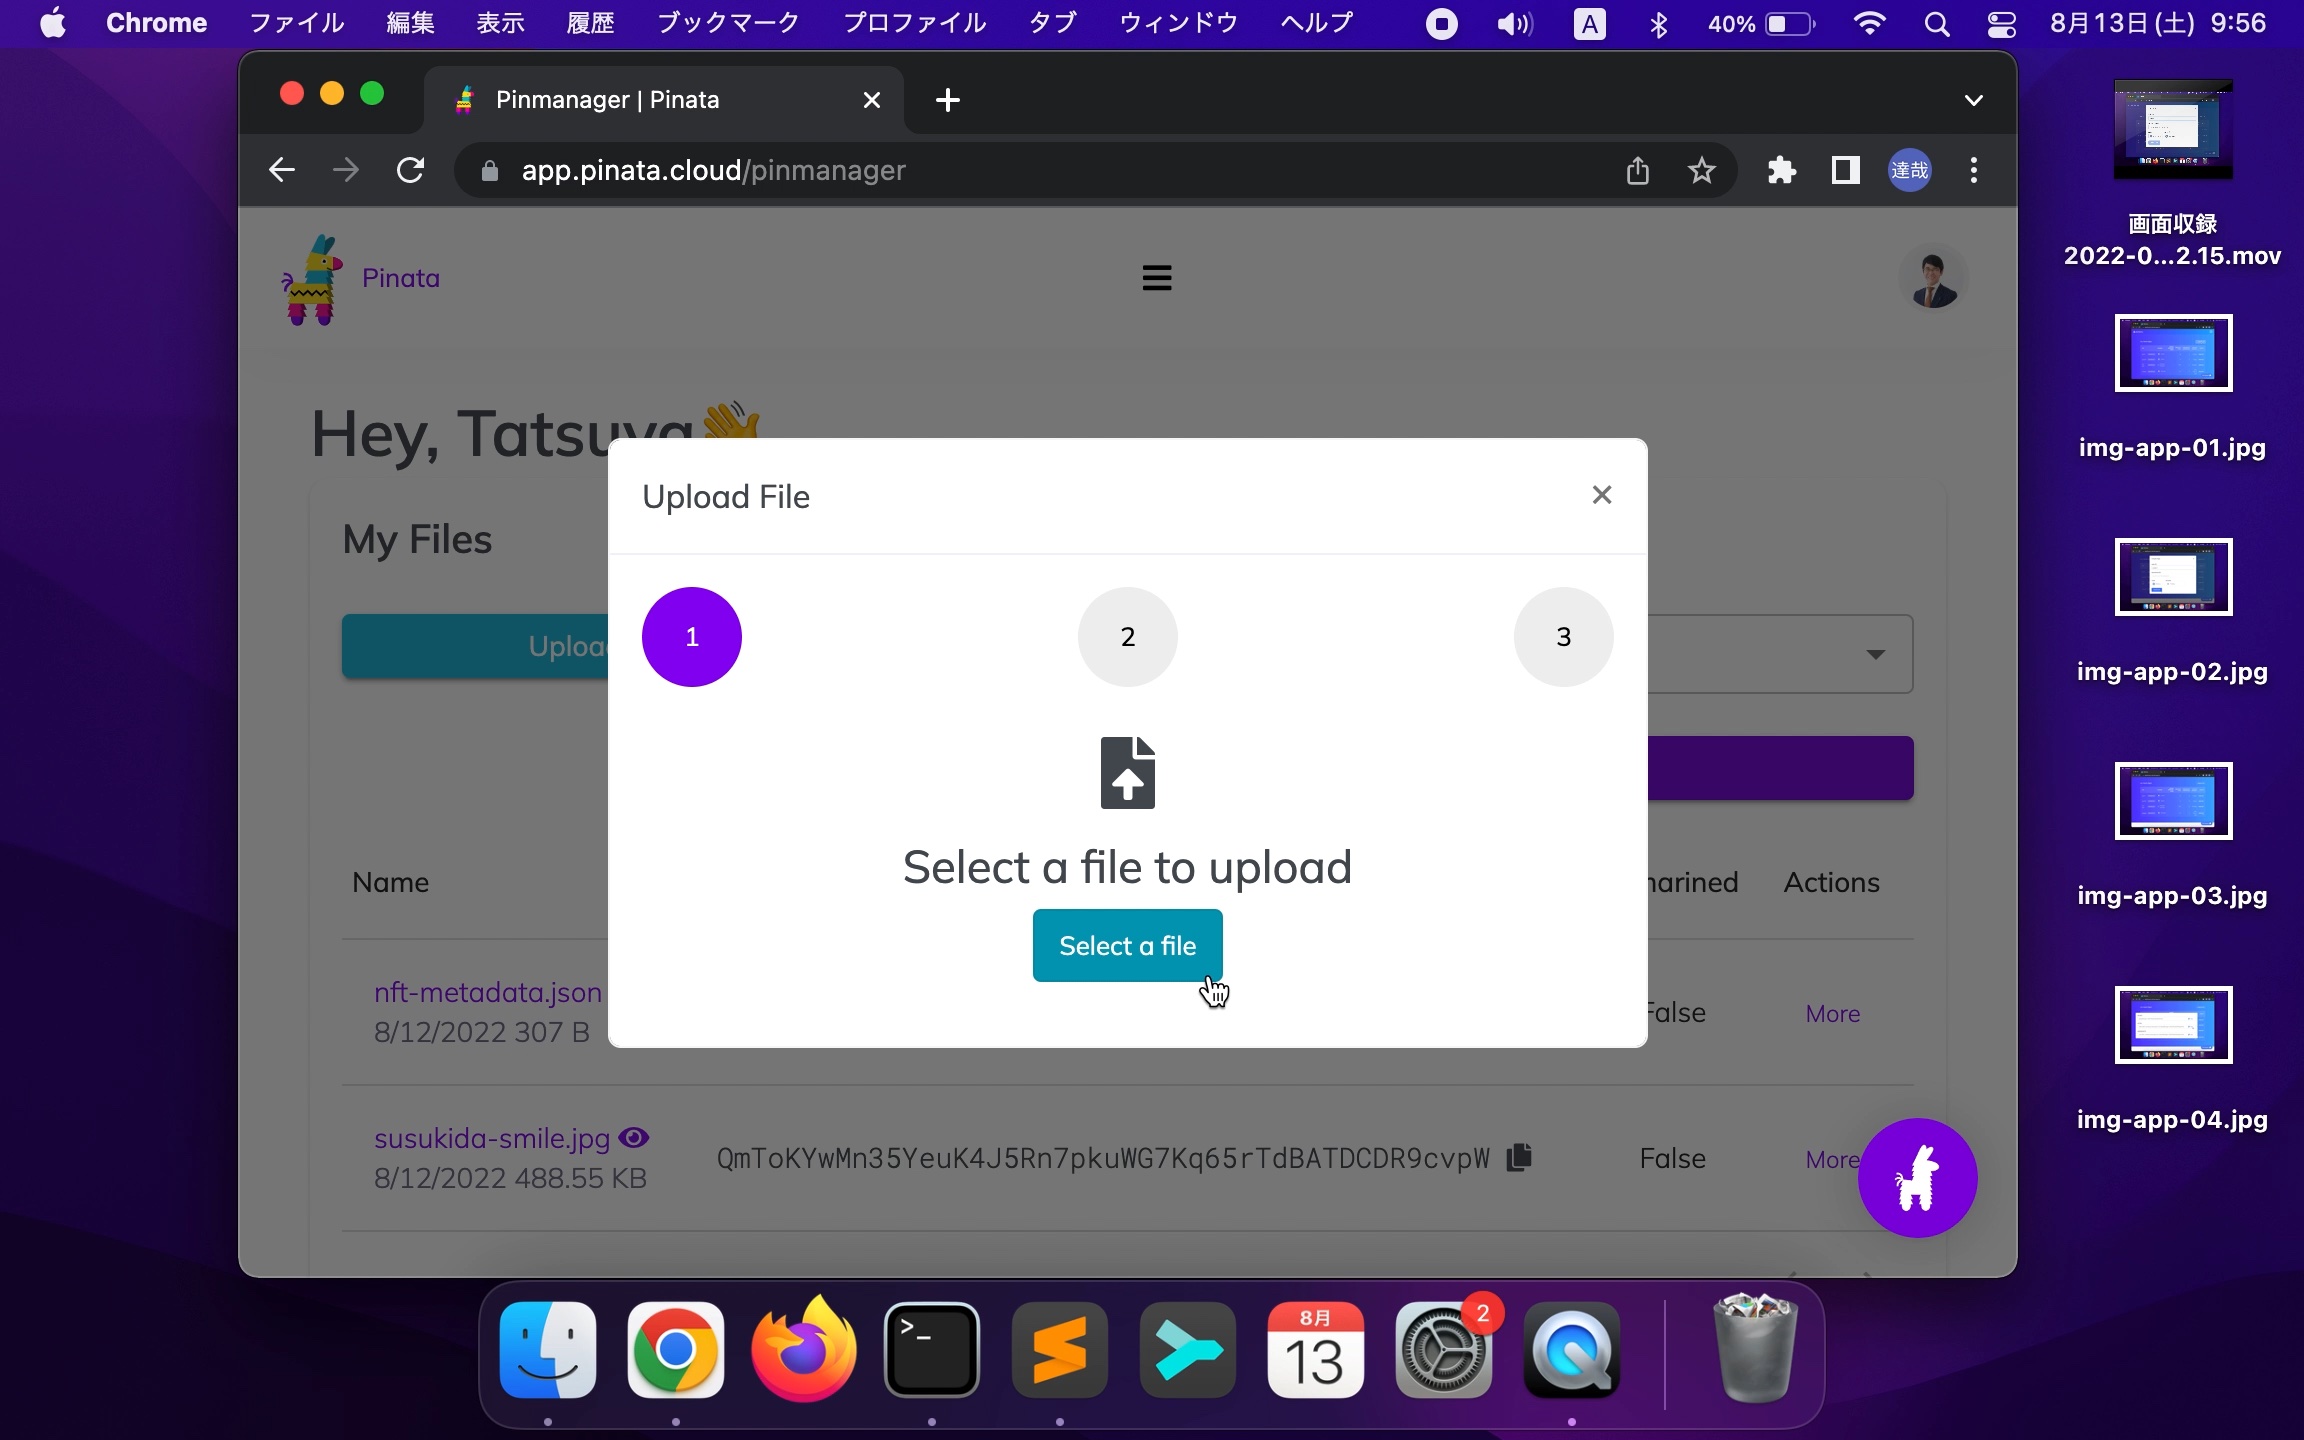 Chrome ファイル 編集 表示 履歴 ブックマーク プロファイル タブ ウィンドウ ヘルプ A 40% 8月13日(土) 9:56
Pinmanager | Pinata
app.pinata.cloud/pinmanager
達哉
画面収録
2022-0...2.15.mov
Pinata
img-app-01.jpg
Hey, Tatsuya👋
Upload File
My Files
1 2 3
Uploa
img-app-02.jpg
Select a file to upload
Name
narined Actions
img-app-03.jpg
Select a file
nft-metadata.json
8/12/2022 307 B
False More
img-app-04.jpg
susukida-smile.jpg
8/12/2022 488.55 KB
QmToKYwMn35YeuK4J5Rn7pkuWG7Kq65rTdBATDCDR9cvpW
False More
>_
8月
13
2